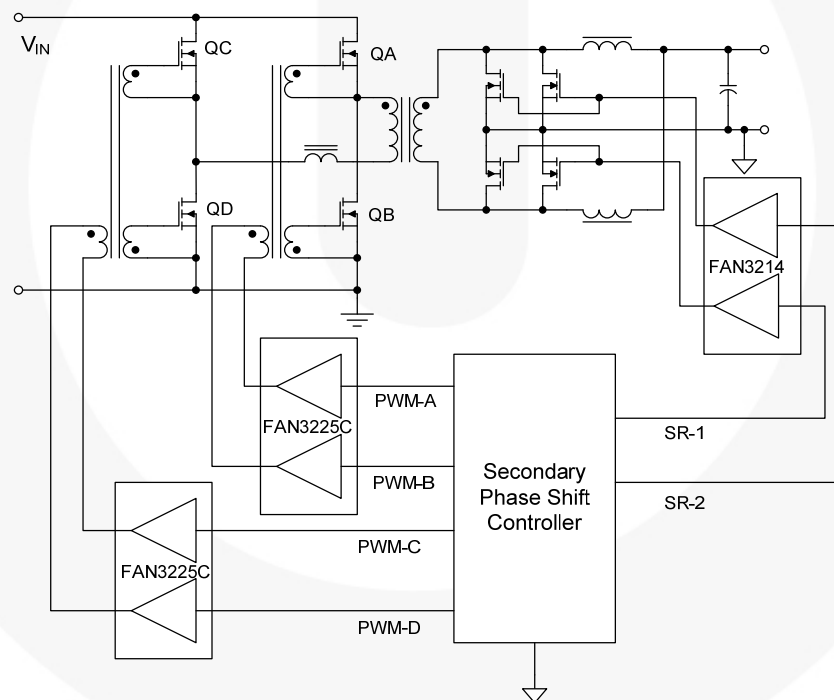 VIN
QC
QA
QD
QB
FAN3214
PWM-A
FAN3225C
PWM-B
SR-1
Secondary
Phase Shift
Controller
SR-2
PWM-C
FAN3225C
PWM-D